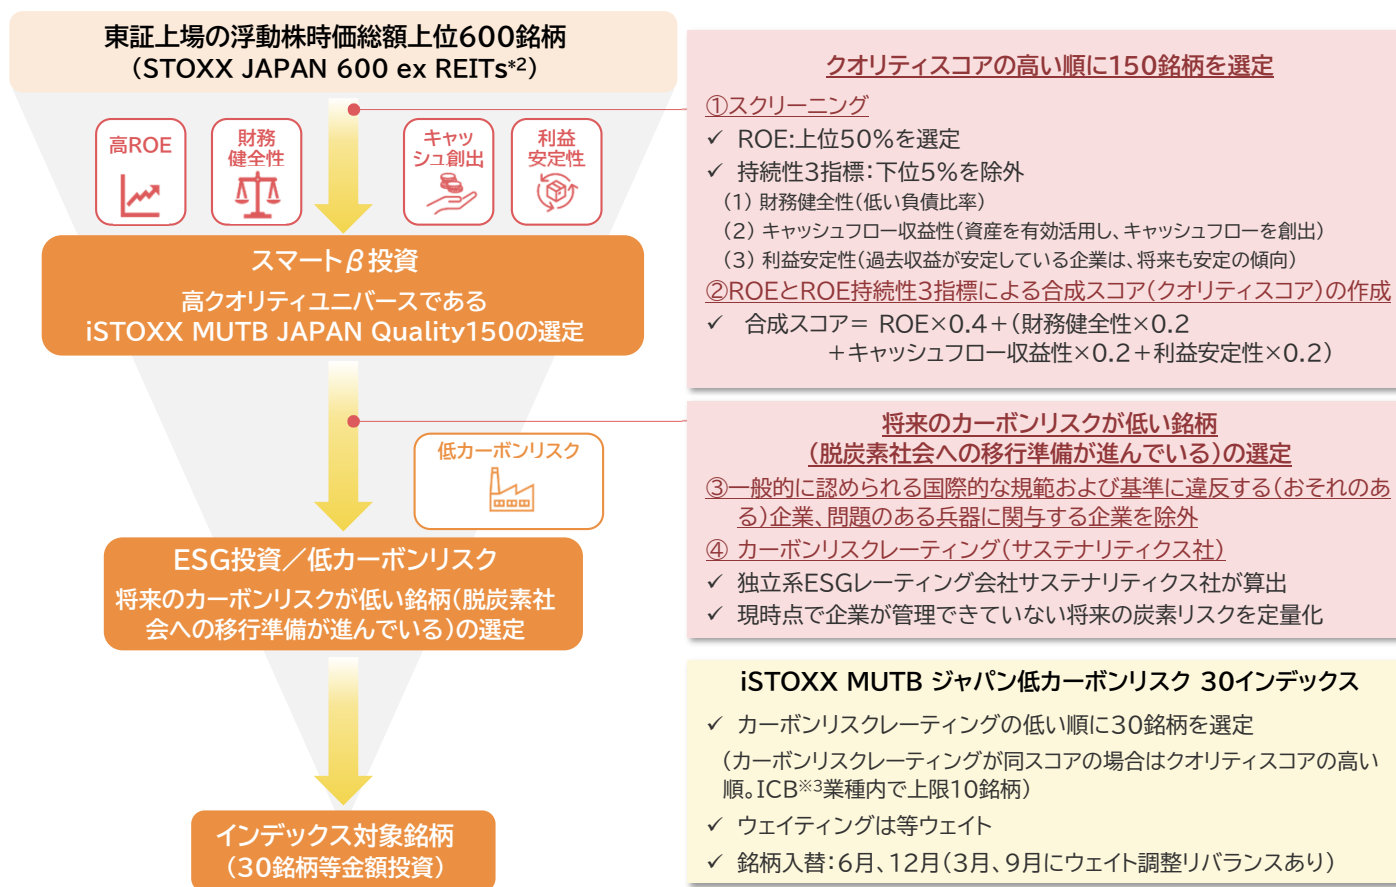 東証上場の浮動株時価総額上位600銘柄
（STOXX JAPAN 600 ex REITs*2）
高ROE
財務
健全性
キャッ
シュ創出
利益
安定性
スマートβ投資
高クオリティユニバースである
iSTOXX MUTB JAPAN Quality150の選定
低カーボンリスク
ESG投資／低カーボンリスク
将来のカーボンリスクが低い銘柄（脱炭素社
会への移行準備が進んでいる）の選定
インデックス対象銘柄
（30銘柄等金額投資）
クオリティスコアの高い順に150銘柄を選定
①スクリーニング
✓ ROE:上位50%を選定
✓ 持続性3指標：下位5%を除外
（1） 財務健全性（低い負債比率）
（2） キャッシュフロー収益性（資産を有効活用し、キャッシュフローを創出）
（3） 利益安定性（過去収益が安定している企業は、将来も安定の傾向）
②ROEとROE持続性3指標による合成スコア（クオリティスコア）の作成
✓ 合成スコア＝ ROE×0.4＋（財務健全性×0.2
＋キャッシュフロー収益性×0.2＋利益安定性×0.2）
将来のカーボンリスクが低い銘柄
（脱炭素社会への移行準備が進んでいる）の選定
③一般的に認められる国際的な規範および基準に違反する（おそれのあ
る）企業、問題のある兵器に関与する企業を除外
④ カーボンリスクレーティング（サステナリティクス社）
✓ 独立系ESGレーティング会社サステナリティクス社が算出
✓ 現時点で企業が管理できていない将来の炭素リスクを定量化
iSTOXX MUTB ジャパン低カーボンリスク 30インデックス
✓ カーボンリスクレーティングの低い順に30銘柄を選定
（カーボンリスクレーティングが同スコアの場合はクオリティスコアの高い
順。ICB※3業種内で上限10銘柄）
✓ ウェイティングは等ウェイト
✓ 銘柄入替：6月、12月（3月、9月にウェイト調整リバランスあり）